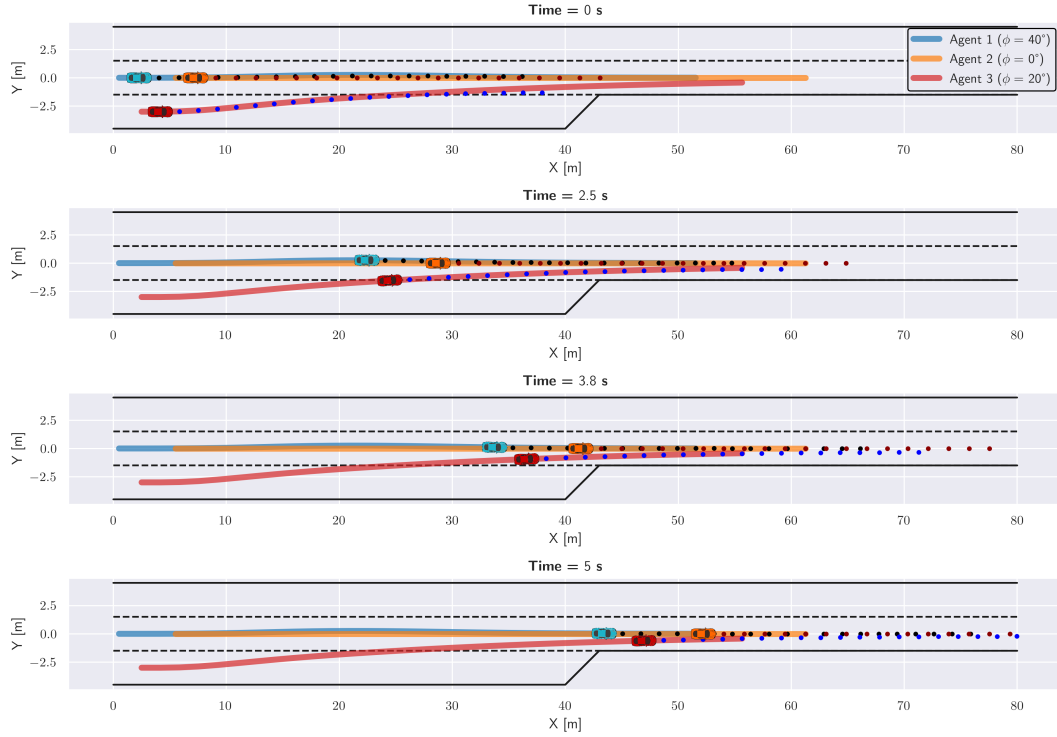 Time = 0 s
Y [m]
2.5
0.0
−2.5
Agent 1 (ϕ = 40°)
Agent 2 (ϕ = 0°)
Agent 3 (ϕ = 20°)
0 10 20 30 40 50 60 70 80
X [m]
Time = 2.5 s
Y [m]
2.5
0.0
−2.5
0 10 20 30 40 50 60 70 80
X [m]
Time = 3.8 s
Y [m]
2.5
0.0
−2.5
0 10 20 30 40 50 60 70 80
X [m]
Time = 5 s
Y [m]
2.5
0.0
−2.5
0 10 20 30 40 50 60 70 80
X [m]